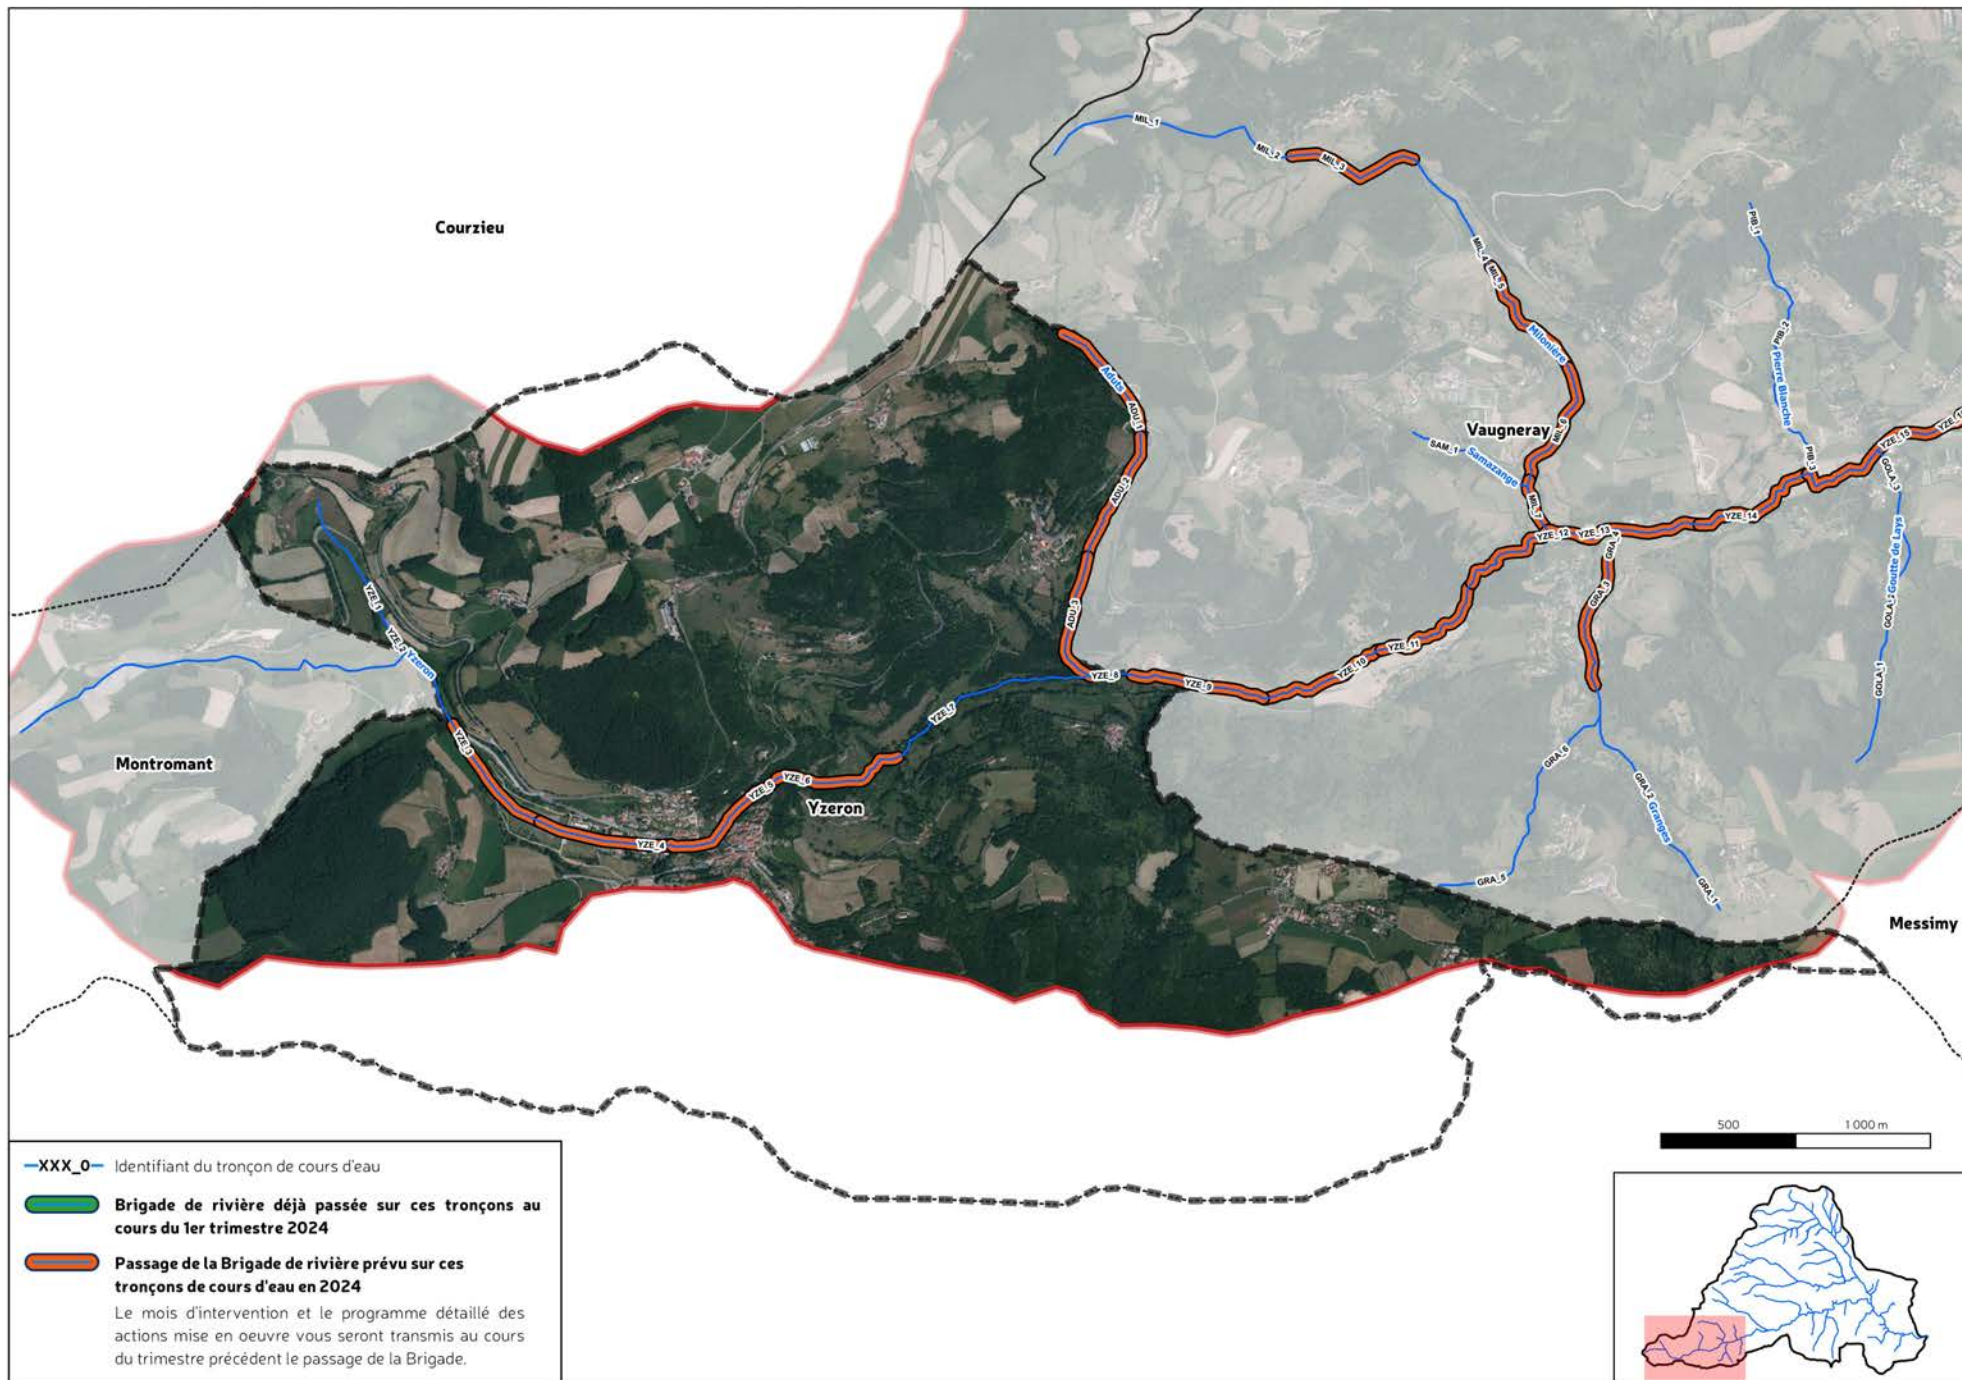 MIL_1
MIL_2
MIL_3
Courzieu
PIB_1
MIL_4
MIL_5
PIB_2
Milonière
Pierre Blanche
Aduts
ADU_1
Vaugneray
MIL_6
SAM_1
Samazange
PIB_3
YZE_15
GOLA_3
ADU_2
MIL_7
YZE_14
YZE_12
YZE_13
GRA_4
Goutte de Lays
YZE_1
ADU_3
GRA_3
GOLA_2
YZE_2
Yzeron
YZE_11
YZE_10
YZE_8
YZE_9
GOLA_1
YZE_7
YZE_3
Montromant
GRA_6
YZE_6
YZE_5
GRA_2
Yzeron
Granges
YZE_4
GRA_5
GRA_1
Messimy
500
1 000 m
XXX_0
Identifiant du tronçon de cours d'eau
Brigade de rivière déjà passée sur ces tronçons au
cours du 1er trimestre 2024
Passage de la Brigade de rivière prévu sur ces
tronçons de cours d'eau en 2024
Le mois d'intervention et le programme détaillé des
actions mise en oeuvre vous seront transmis au cours
du trimestre précédent le passage de la Brigade.